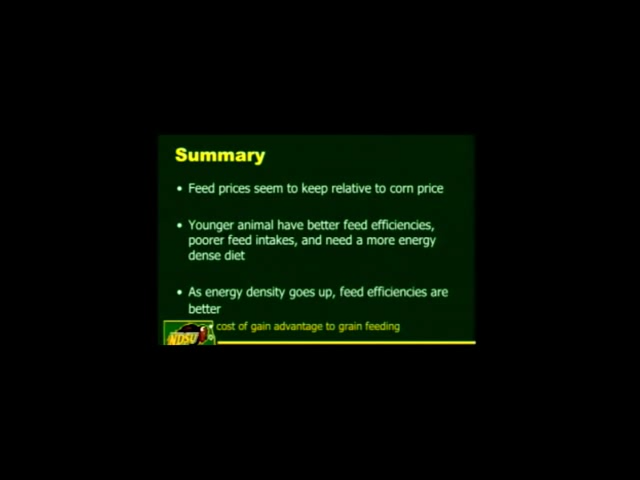 Summary
• Feed prices seem to keep relative to corn price
• Younger animal have better feed efficiencies,
poorer feed intakes, and need a more energy
dense diet
• As energy density goes up, feed efficiencies are
better
cost of gain advantage to grain feeding
NDSU